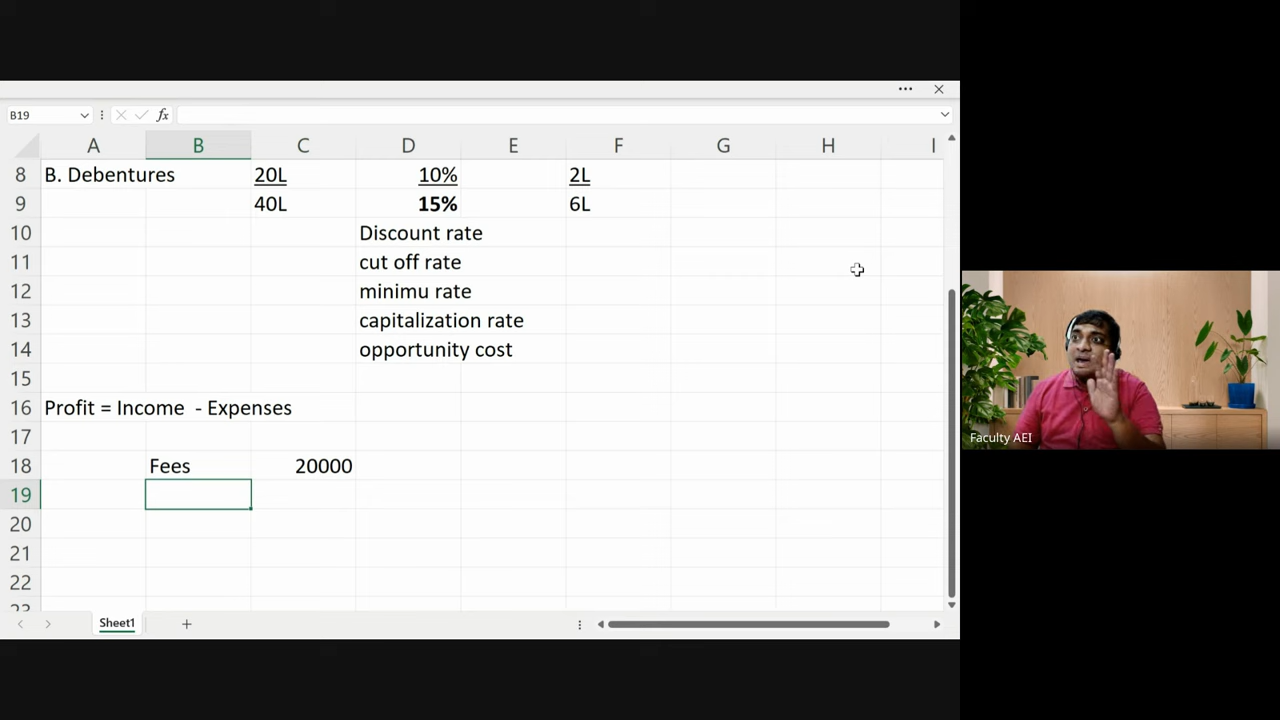 B19 fx
A B C D E F G H I
8 B. Debentures 20L 10% 2L
9 40L 15% 6L
10 Discount rate
11 cut off rate
12 minimu rate
13 capitalization rate
14 opportunity cost
15
16 Profit = Income - Expenses
17
18 Fees 20000
19
20
21
22
23
Sheet1
Faculty AEI